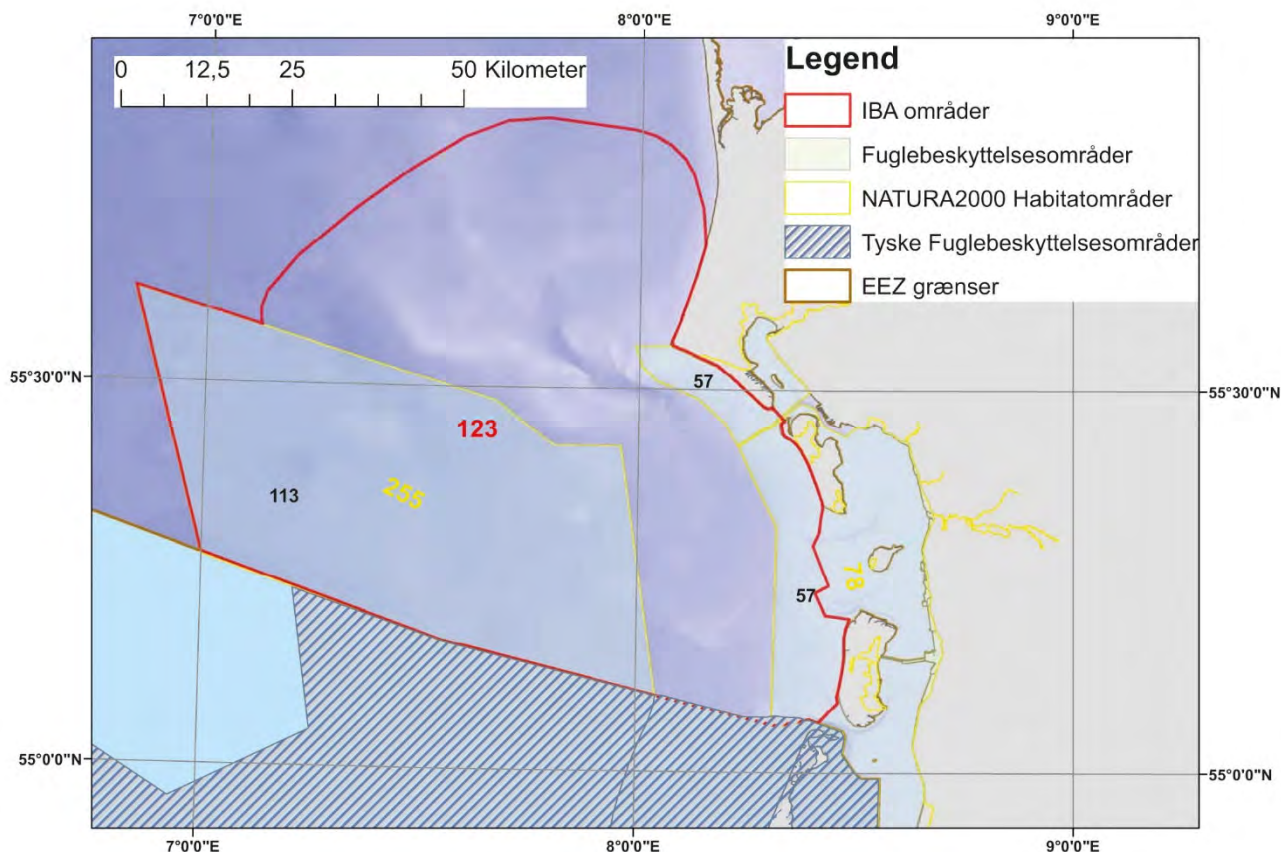 7°0'0"E 8°0'0"E 9°0'0"E
0 12,5 25 50 Kilometer
Legend
IBA områder
Fuglebeskyttelsesområder
NATURA2000 Habitatområder
Tyske Fuglebeskyttelsesområder
EEZ grænser
55°30'0"N 55°30'0"N
57
123
113
255
78
57
55°0'0"N 55°0'0"N
7°0'0"E 8°0'0"E 9°0'0"E